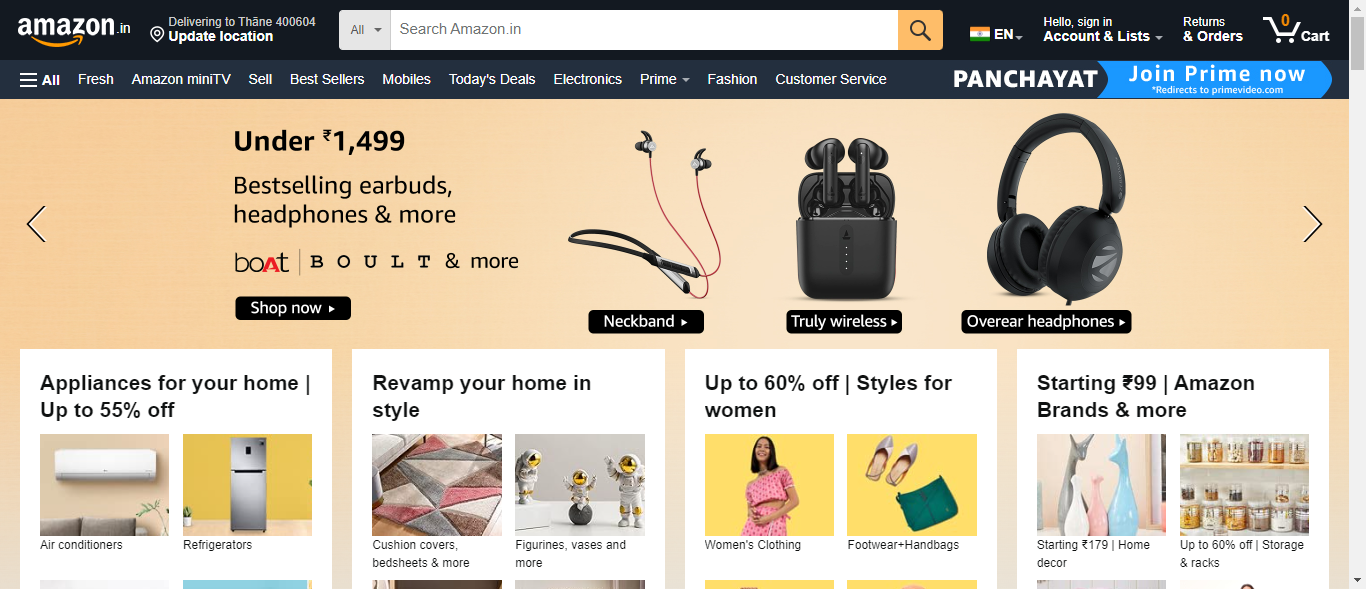 amazon.in
Delivering to Thāne 400604
Update location
All
Search Amazon.in
EN
Hello, sign in
Account & Lists
Returns
& Orders
0
Cart
All
Fresh
Amazon miniTV
Sell
Best Sellers
Mobiles
Today's Deals
Electronics
Prime
Fashion
Customer Service
PANCHAYAT
Join Prime now
*Redirects to primevideo.com
Under ₹1,499
Bestselling earbuds,
headphones & more
boAt | BOULT & more
Shop now
Neckband
Truly wireless
Overear headphones
Appliances for your home |
Up to 55% off
Air conditioners
Refrigerators
Revamp your home in
style
Cushion covers,
bedsheets & more
Figurines, vases and
more
Up to 60% off | Styles for
women
Women's Clothing
Footwear+Handbags
Starting ₹99 | Amazon
Brands & more
Starting ₹179 | Home
decor
Up to 60% off | Storage
& racks